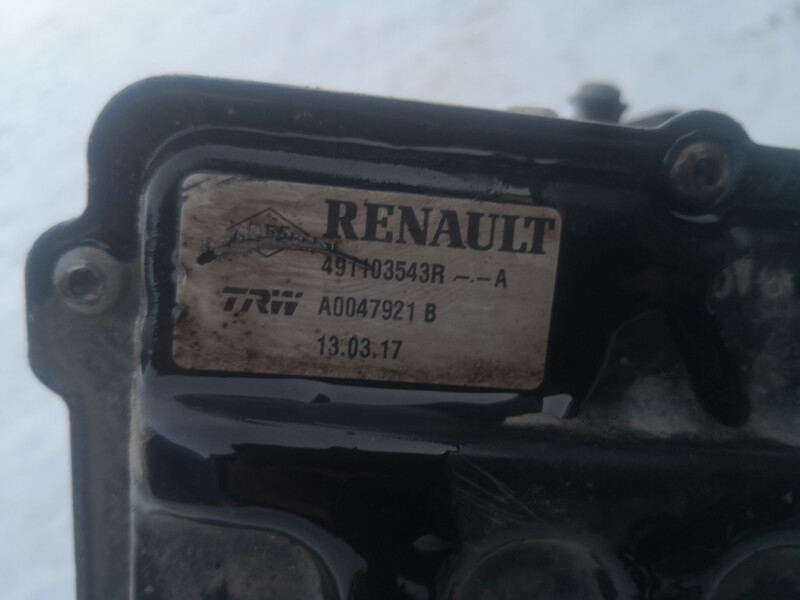 RENAULT
491103543R -.- A
TRW A0047921 B
13.03.17